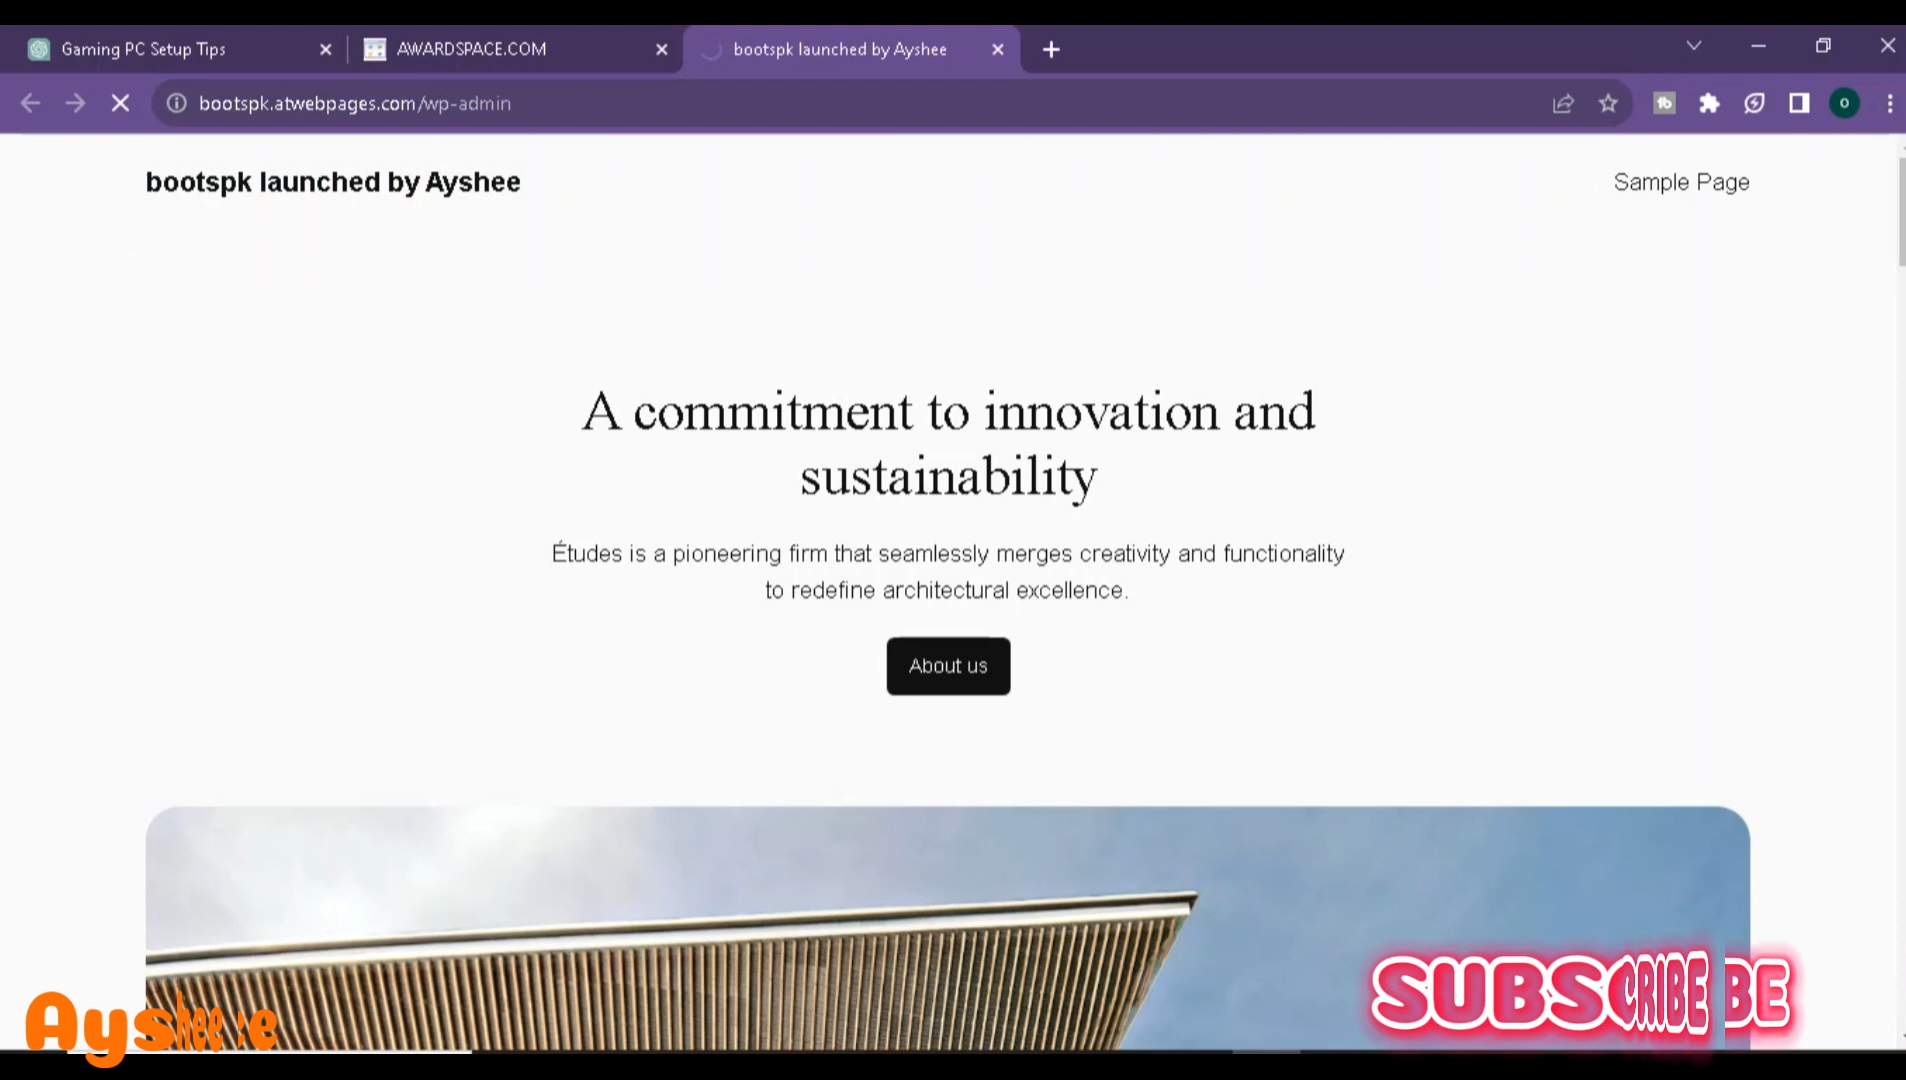 Gaming PC Setup Tips
AWARDSPACE.COM
bootspk launched by Ayshee
bootspk.atwebpages.com/wp-admin
bootspk launched by Ayshee
Sample Page
A commitment to innovation and
sustainability
Études is a pioneering firm that seamlessly merges creativity and functionality
to redefine architectural excellence.
About us
Ayshee
SUBSCRIBE